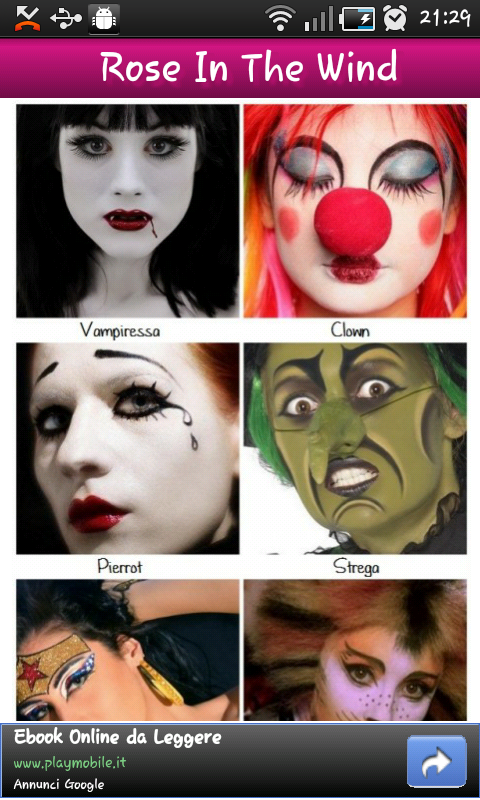 21:29
Rose In The Wind
Vampiressa
Clown
Pierrot
Strega
Ebook Online da Leggere
www.playmobile.it
Annunci Google